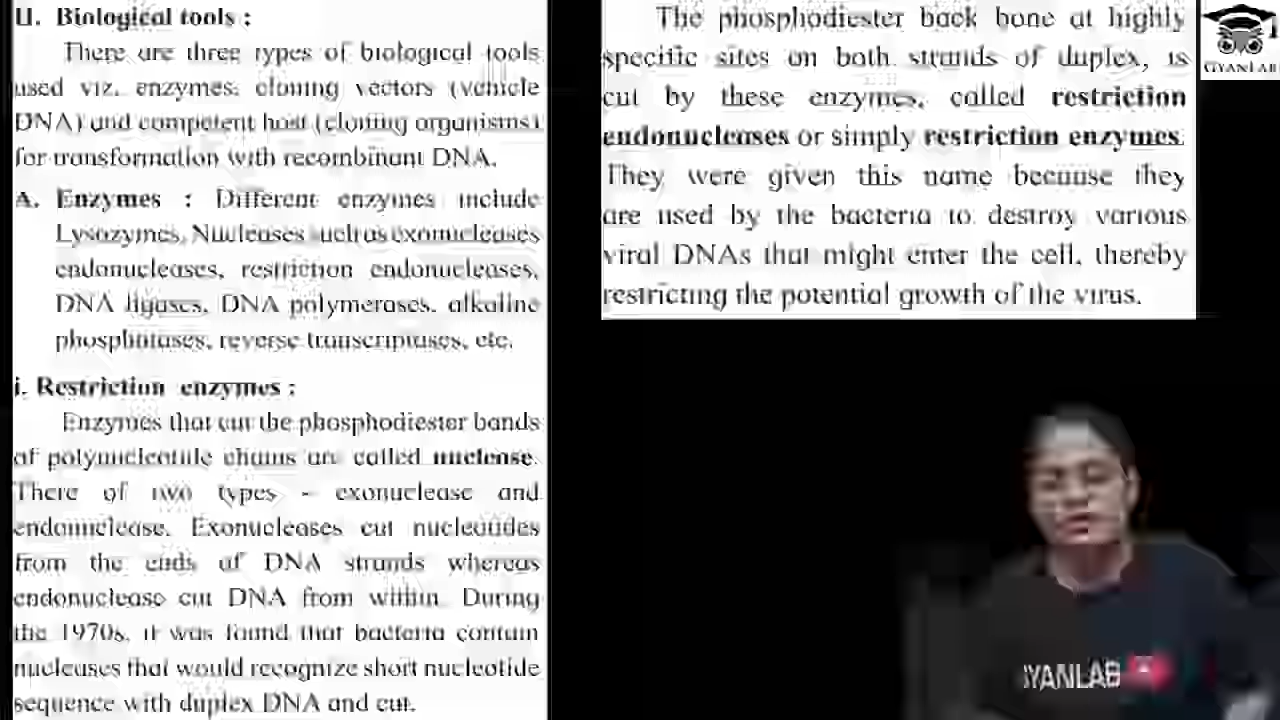 II. Biological tools :
There are three types of biological tools
used viz. enzymes, cloning vectors (vehicle
DNA) and competent host (cloning organisms)
for transformation with recombinant DNA.
A. Enzymes : Different enzymes include
Lysozymes, Nucleases such as exonucleases
endonucleases, restriction endonucleases,
DNA ligases, DNA polymerases, alkaline
phosphatases, reverse transcriptases, etc.
i. Restriction enzymes :
Enzymes that cut the phosphodiester bonds
of polynucleotide chains are called nuclease.
There of two types - exonuclease and
endonuclease. Exonucleases cut nucleotides
from the ends of DNA strands whereas
endonuclease cut DNA from within. During
the 1970s, it was found that bacteria contain
nucleases that would recognize short nucleotide
sequence with duplex DNA and cut.
The phosphodiester back bone at highly
specific sites on both strands of duplex, is
cut by these enzymes, called restriction
endonucleases or simply restriction enzymes.
They were given this name because they
are used by the bacteria to destroy various
viral DNAs that might enter the cell, thereby
restricting the potential growth of the virus.
GYANLAB
GYANLAB